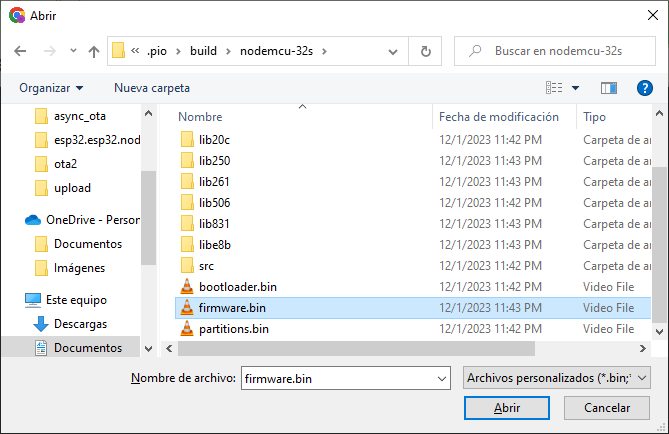 Abrir
« .pio > build > nodemcu-32s >
Buscar en nodemcu-32s
Organizar Nueva carpeta
Nombre Fecha de modificación Tipo
async_ota
esp32.esp32.nod
ota2
upload
OneDrive - Person
Documentos
Imágenes
Este equipo
Descargas
Documentos
lib20c 12/1/2023 11:42 PM Carpeta de ar
lib250 12/1/2023 11:43 PM Carpeta de ar
lib261 12/1/2023 11:43 PM Carpeta de ar
lib506 12/1/2023 11:42 PM Carpeta de ar
lib831 12/1/2023 11:43 PM Carpeta de ar
libe8b 12/1/2023 11:43 PM Carpeta de ar
src 12/1/2023 11:42 PM Carpeta de ar
bootloader.bin 12/1/2023 11:42 PM Video File
firmware.bin 12/1/2023 11:43 PM Video File
partitions.bin 12/1/2023 11:42 PM Video File
Nombre de archivo: firmware.bin Archivos personalizados (*.bin;*
Abrir Cancelar